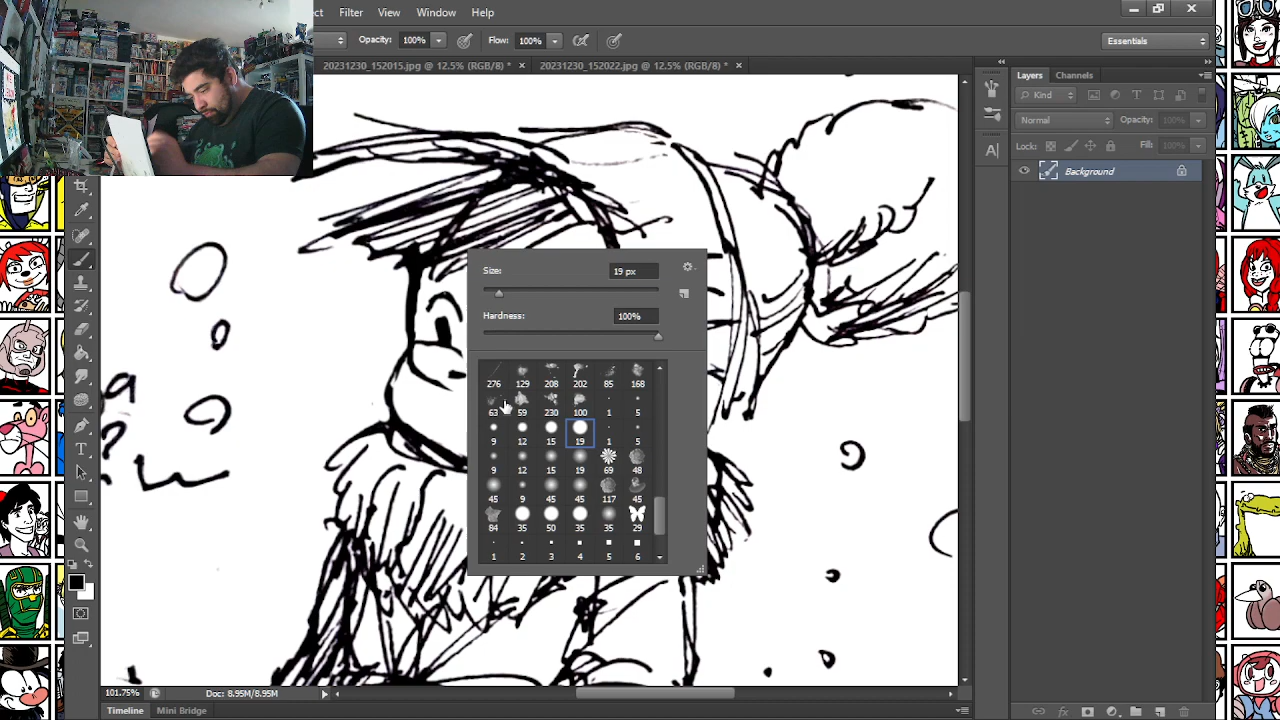 Filter View Window Help
Opacity: 100% Flow: 100% Essentials
20231230_152015.jpg @ 12.5% (RGB/8) * × 20231230_152022.jpg @ 12.5% (RGB/8) * ×
Layers Channels
Kind
Normal Opacity: 100%
Lock: Fill: 100%
Background
Size: 19 px
Hardness: 100%
276 129 208 202 85 168
63 59 230 100 1 5
9 12 15 19 1 5
9 12 15 19 69 48
45 9 45 45 117 45
84 35 50 35 35 29
1 2 3 4 5 6
101.75% Doc: 8.95M/8.95M
Timeline Mini Bridge